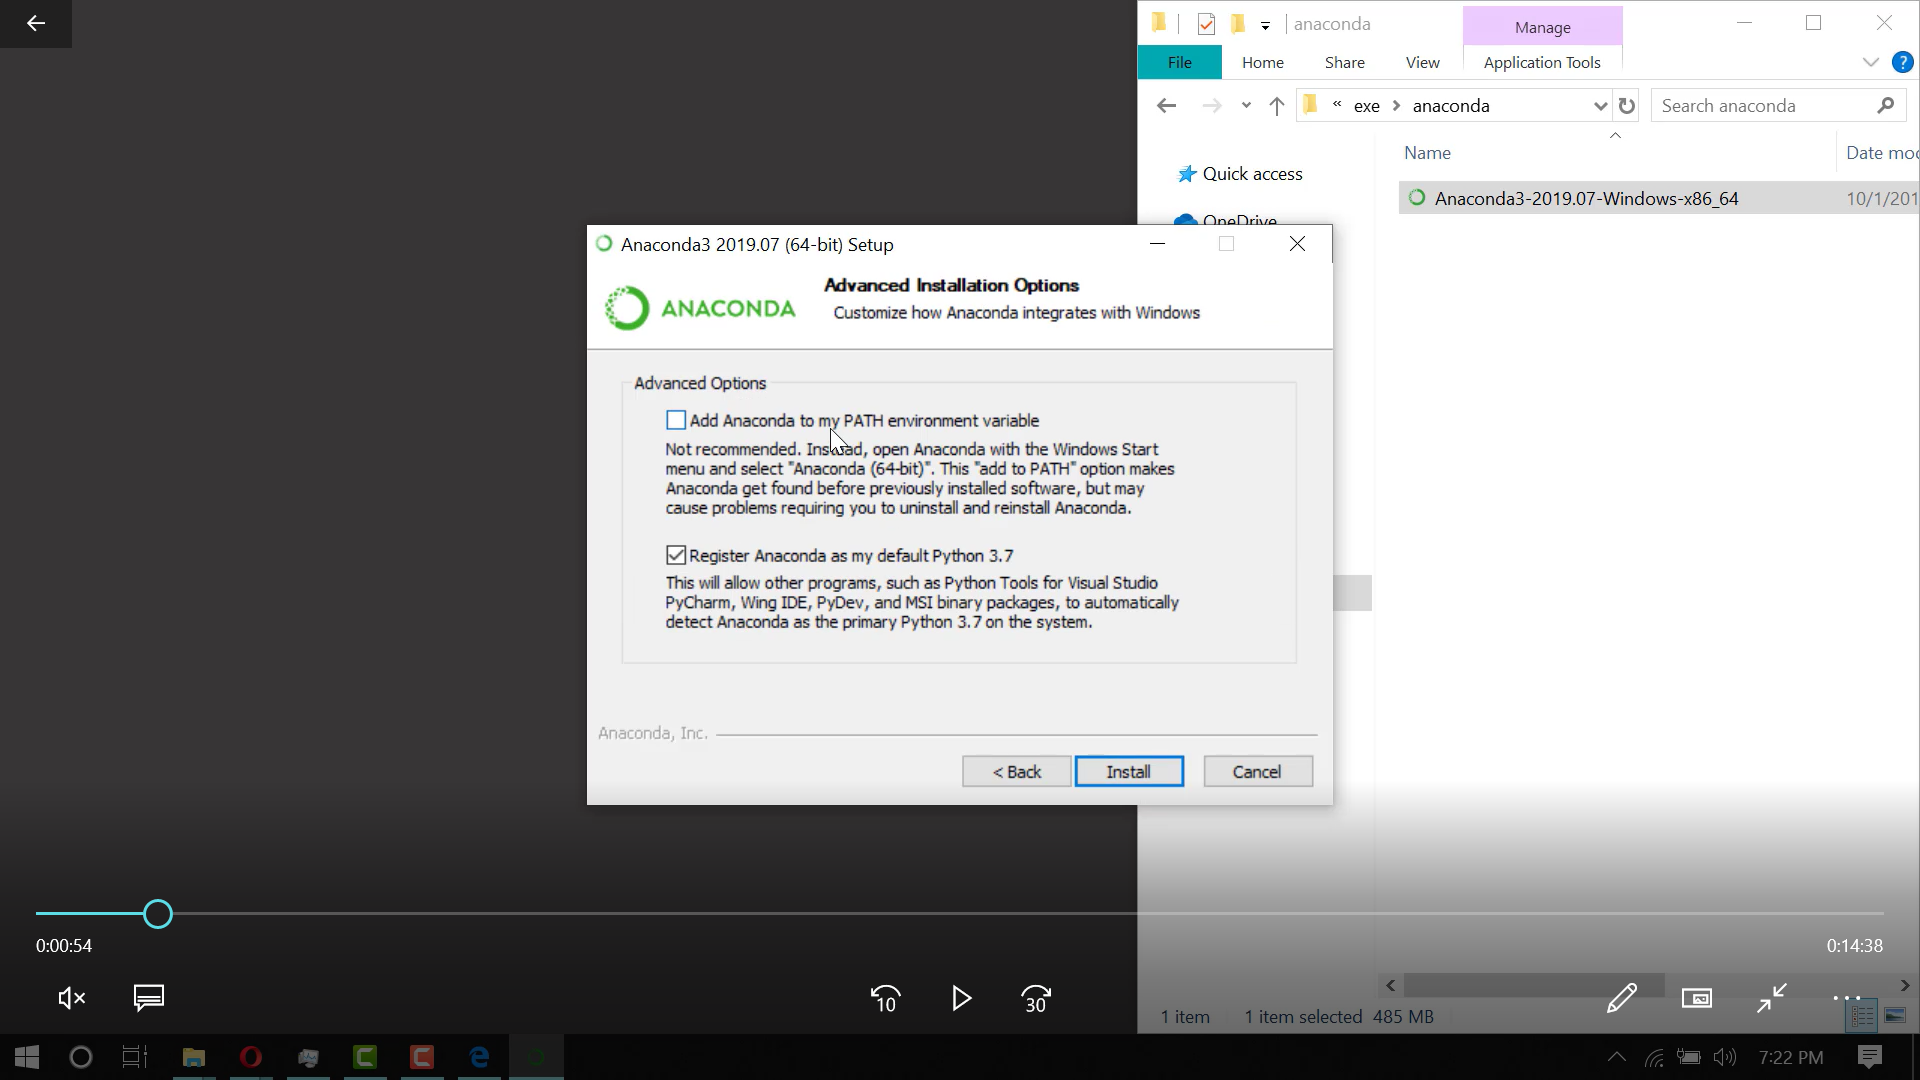 anaconda
Manage
File
Home
Share
View
Application Tools
?
« exe > anaconda
Search anaconda
Name
Date mo
Quick access
OneDrive
Anaconda3-2019.07-Windows-x86_64
10/1/201
Anaconda3 2019.07 (64-bit) Setup
ANACONDA
Advanced Installation Options
Customize how Anaconda integrates with Windows
Advanced Options
Add Anaconda to my PATH environment variable
Not recommended. Instead, open Anaconda with the Windows Start
menu and select "Anaconda (64-bit)". This "add to PATH" option makes
Anaconda get found before previously installed software, but may
cause problems requiring you to uninstall and reinstall Anaconda.
Register Anaconda as my default Python 3.7
This will allow other programs, such as Python Tools for Visual Studio
PyCharm, Wing IDE, PyDev, and MSI binary packages, to automatically
detect Anaconda as the primary Python 3.7 on the system.
Anaconda, Inc.
< Back
Install
Cancel
0:00:54
0:14:38
10
30
1 item
1 item selected 485 MB
7:22 PM